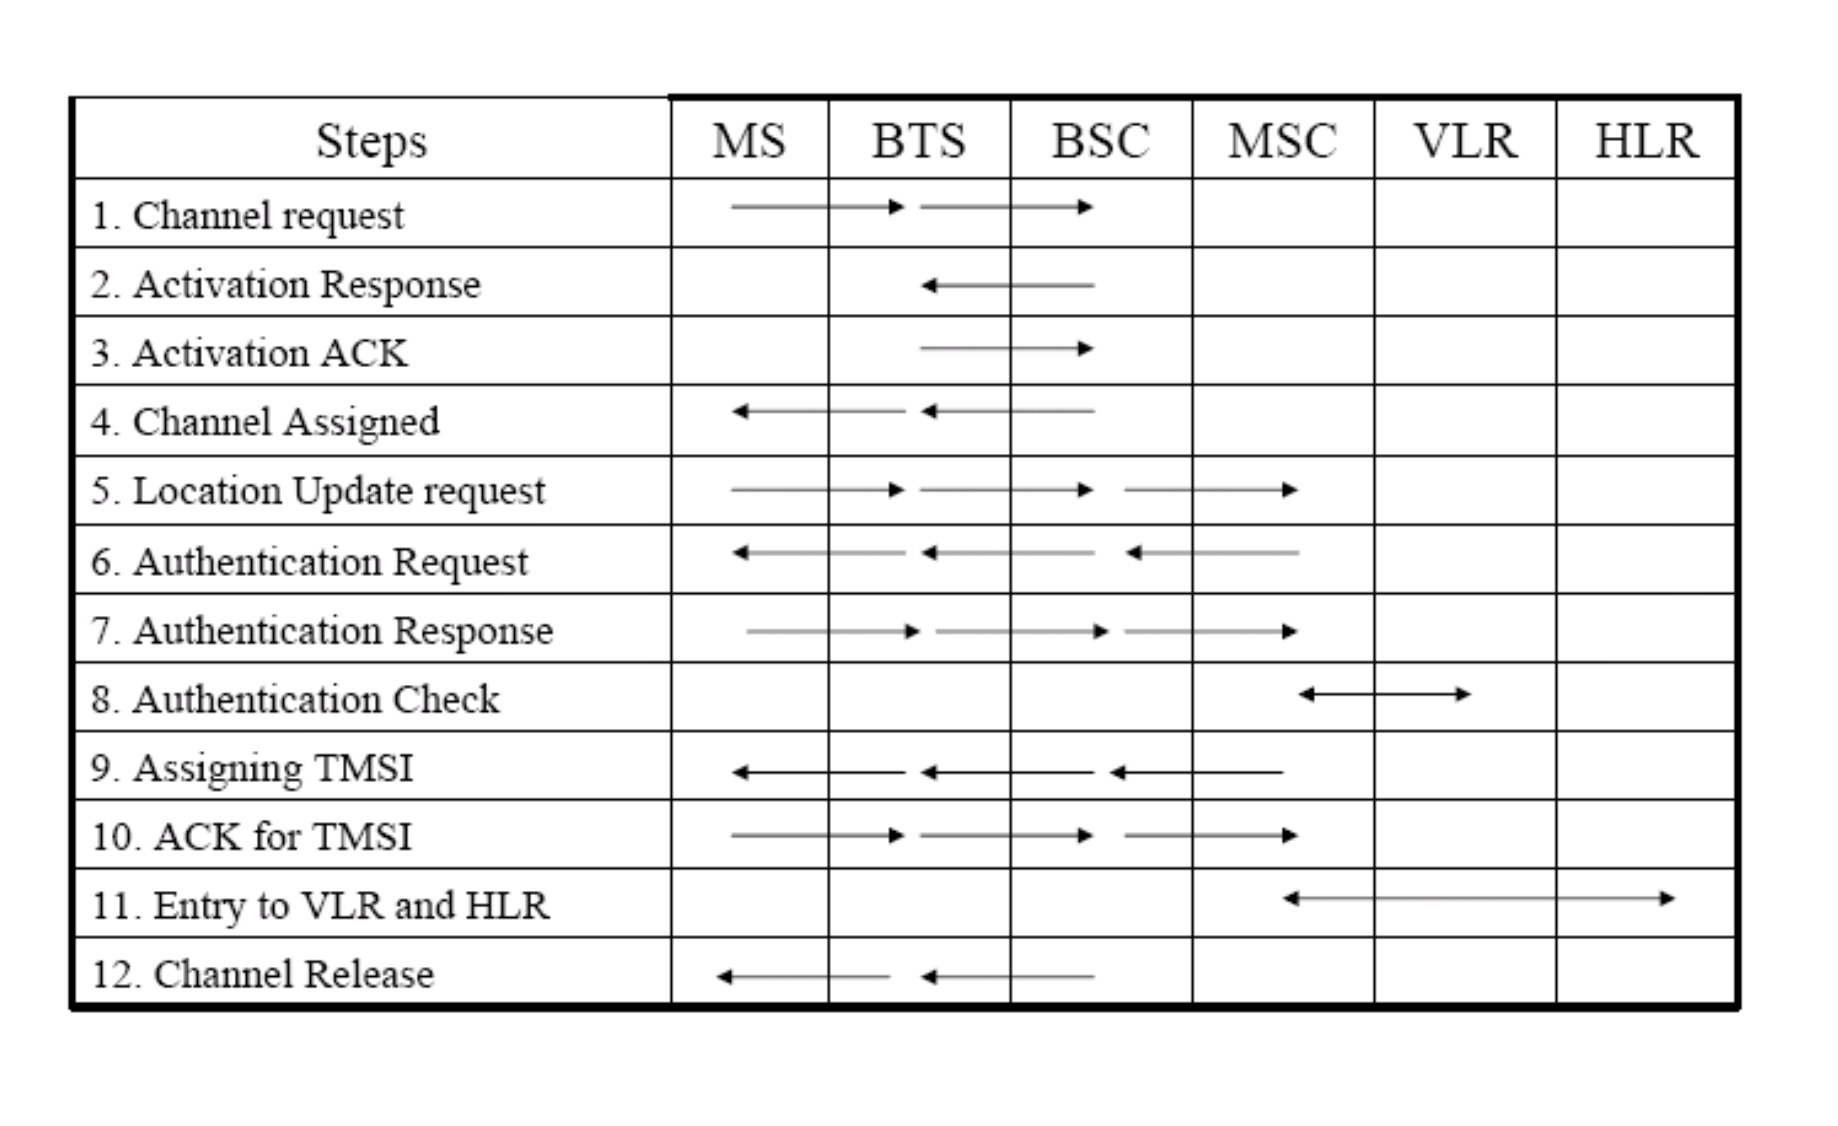 Steps MS BTS BSC MSC VLR HLR
1. Channel request
2. Activation Response
3. Activation ACK
4. Channel Assigned
5. Location Update request
6. Authentication Request
7. Authentication Response
8. Authentication Check
9. Assigning TMSI
10. ACK for TMSI
11. Entry to VLR and HLR
12. Channel Release